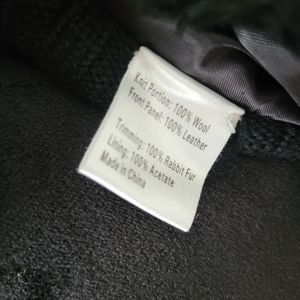 Knit Portion: 100% Wool
Front Panel: 100% Leather
Trimming: 100% Rabbit Fur
Lining: 100% Acetate
Made in China